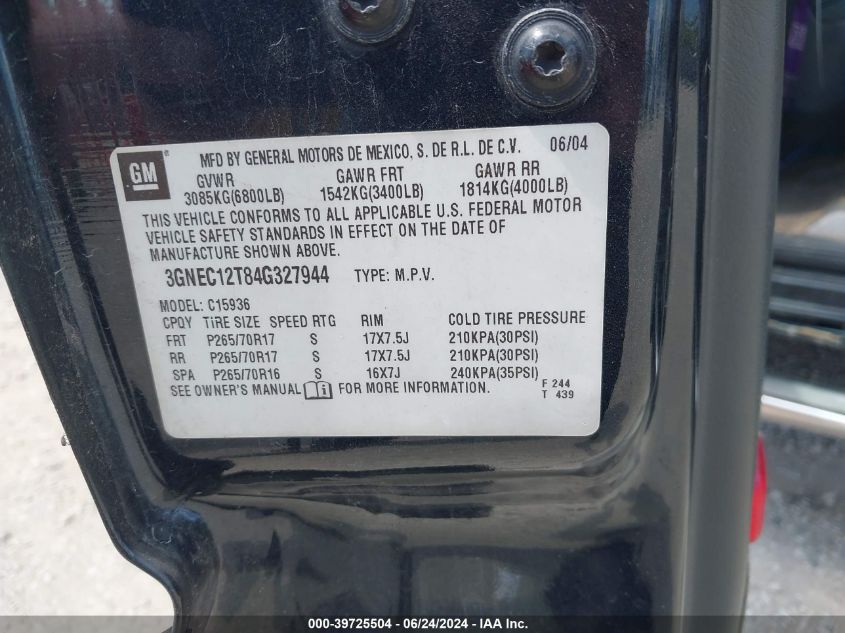 GM ®
MFD BY GENERAL MOTORS DE MEXICO, S. DE R.L. DE C.V. 06/04
GVWR GAWR FRT GAWR RR
3085KG(6800LB) 1542KG(3400LB) 1814KG(4000LB)
THIS VEHICLE CONFORMS TO ALL APPLICABLE U.S. FEDERAL MOTOR
VEHICLE SAFETY STANDARDS IN EFFECT ON THE DATE OF
MANUFACTURE SHOWN ABOVE.
3GNEC12T84G327944 TYPE: M.P.V.
MODEL: C15936
CPQY TIRE SIZE SPEED RTG RIM COLD TIRE PRESSURE
FRT P265/70R17 S 17X7.5J 210KPA(30PSI)
RR P265/70R17 S 17X7.5J 210KPA(30PSI)
SPA P265/70R16 S 16X7J 240KPA(35PSI)
SEE OWNER'S MANUAL FOR MORE INFORMATION.
F 244
T 439
000-39725504 - 06/24/2024 - IAA Inc.